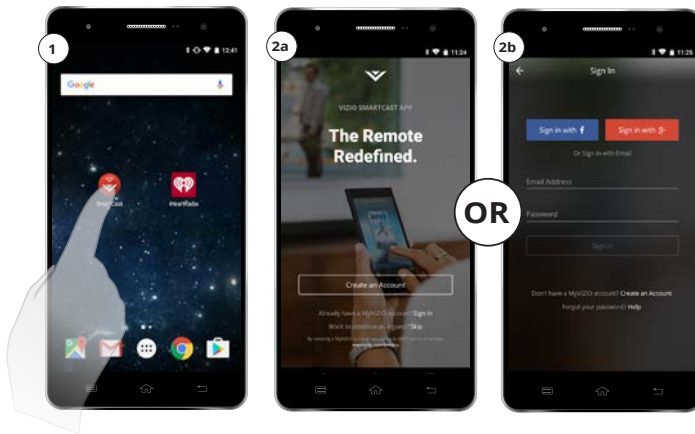 1
12:41
Google
SmartCast
iHeartRadio
2a
11:24
VIZIO SMARTCAST APP
The Remote
Redefined.
Create an Account
Already have a MyVIZIO account? Sign In
Want to continue as a guest? Skip
OR
2b
11:25
Sign In
Sign in with f
Sign in with g+
Or Sign In with Email
Email Address
Password
Sign In
Don't have a MyVIZIO account? Create an Account
Forgot your password? Help